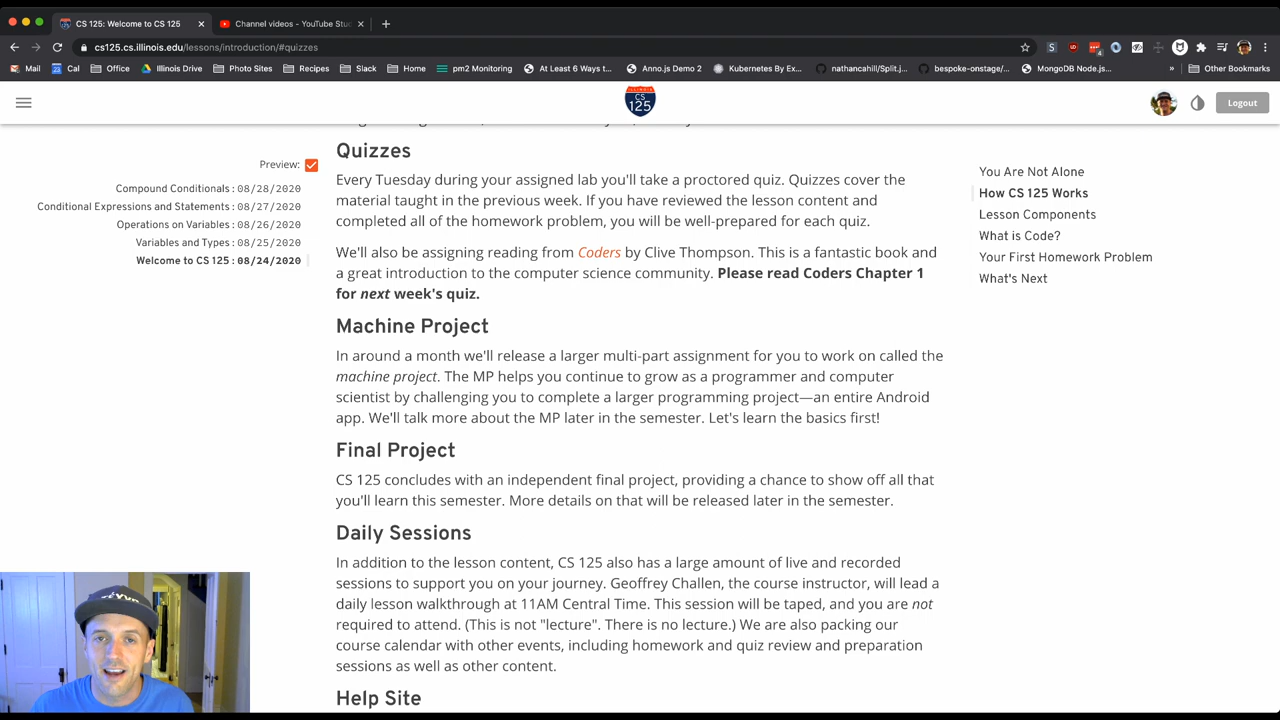 CS 125: Welcome to CS 125
Channel videos - YouTube Stu
cs125.cs.illinois.edu/lessons/introduction/#quizzes
Mail Cal Office Illinois Drive Photo Sites Recipes Slack Home pm2 Monitoring At Least 6 Ways t... Anno.js Demo 2 Kubernetes By Ex... nathancahill/Split.j... bespoke-onstage/... MongoDB Node.js... » Other Bookmarks
ILLINOIS
CS
125
Logout
Preview:
Compound Conditionals : 08/28/2020
Conditional Expressions and Statements : 08/27/2020
Operations on Variables : 08/26/2020
Variables and Types : 08/25/2020
Welcome to CS 125 : 08/24/2020
Quizzes
Every Tuesday during your assigned lab you'll take a proctored quiz. Quizzes cover the
material taught in the previous week. If you have reviewed the lesson content and
completed all of the homework problem, you will be well-prepared for each quiz.
We'll also be assigning reading from Coders by Clive Thompson. This is a fantastic book and
a great introduction to the computer science community. Please read Coders Chapter 1
for next week's quiz.
Machine Project
In around a month we'll release a larger multi-part assignment for you to work on called the
machine project. The MP helps you continue to grow as a programmer and computer
scientist by challenging you to complete a larger programming project—an entire Android
app. We'll talk more about the MP later in the semester. Let's learn the basics first!
Final Project
CS 125 concludes with an independent final project, providing a chance to show off all that
you'll learn this semester. More details on that will be released later in the semester.
Daily Sessions
In addition to the lesson content, CS 125 also has a large amount of live and recorded
sessions to support you on your journey. Geoffrey Challen, the course instructor, will lead a
daily lesson walkthrough at 11AM Central Time. This session will be taped, and you are not
required to attend. (This is not "lecture". There is no lecture.) We are also packing our
course calendar with other events, including homework and quiz review and preparation
sessions as well as other content.
Help Site
You Are Not Alone
How CS 125 Works
Lesson Components
What is Code?
Your First Homework Problem
What's Next